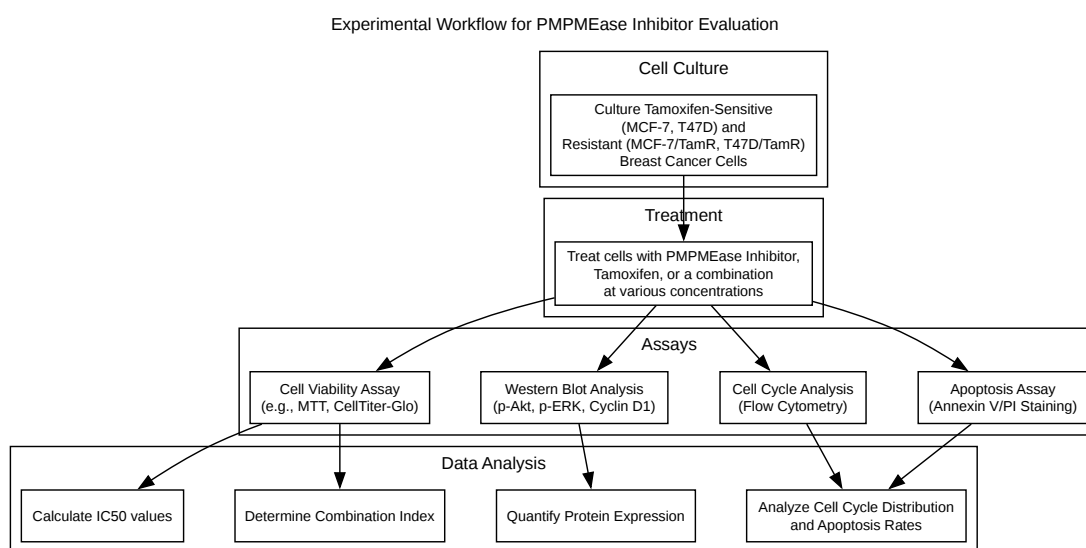 Experimental Workflow for PMPMEase Inhibitor Evaluation
Cell Culture
Culture Tamoxifen-Sensitive
(MCF-7, T47D) and
Resistant (MCF-7/TamR, T47D/TamR)
Breast Cancer Cells
Treatment
Treat cells with PMPMEase Inhibitor,
Tamoxifen, or a combination
at various concentrations
Assays
Cell Viability Assay
(e.g., MTT, CellTiter-Glo)
Western Blot Analysis
(p-Akt, p-ERK, Cyclin D1)
Cell Cycle Analysis
(Flow Cytometry)
Apoptosis Assay
(Annexin V/PI Staining)
Data Analysis
Calculate IC50 values
Determine Combination Index
Quantify Protein Expression
Analyze Cell Cycle Distribution
and Apoptosis Rates